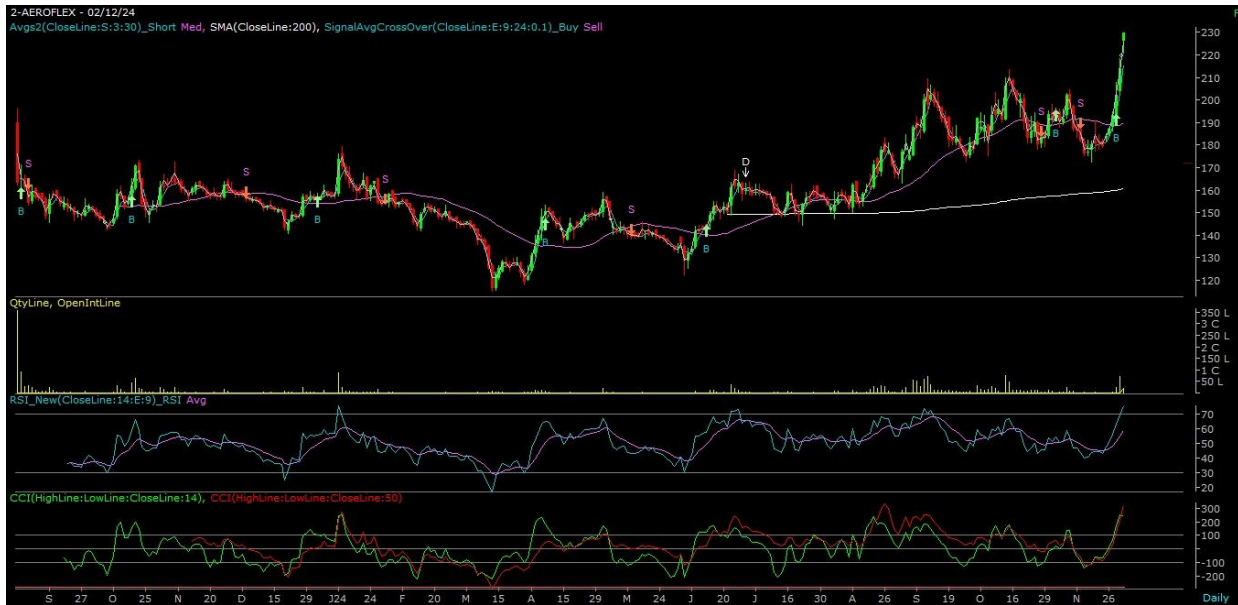 2-AEROFLEX - 02/12/24
Avgs2(CloseLine:S:3:30)_Short Med, SMA(CloseLine:200), SignalAvgCrossOver(CloseLine:E:9:24:0.1)_Buy Sell
230
220
210
200
190
180
170
160
150
140
130
120
S
B
B
S
B
S
B
S
B
D
S
B
S
B
QtyLine, OpenIntLine
350 L
3 C
250 L
2 C
150 L
1 C
50 L
RSI_New(CloseLine:14:E:9)_RSI Avg
70
60
50
40
30
20
CCI(HighLine:LowLine:CloseLine:14), CCI(HighLine:LowLine:CloseLine:50)
300
200
100
0
-100
-200
S 27 O 25 N 20 D 15 29 J24 24 F 20 M 15 A 15 29 M 24 J 20 J 16 30 A 26 S 19 O 16 29 N 26
Daily